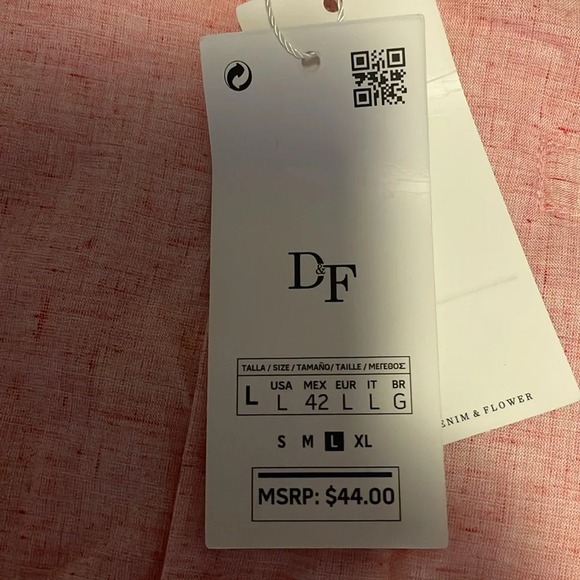 D&F
TALLA / SIZE / TAMAÑO / TAILLE / ΜΕΓΕΘΟΣ
L USA MEX EUR IT BR
L 42 L L G
S M L XL
MSRP: $44.00
ENIM & FLOWER